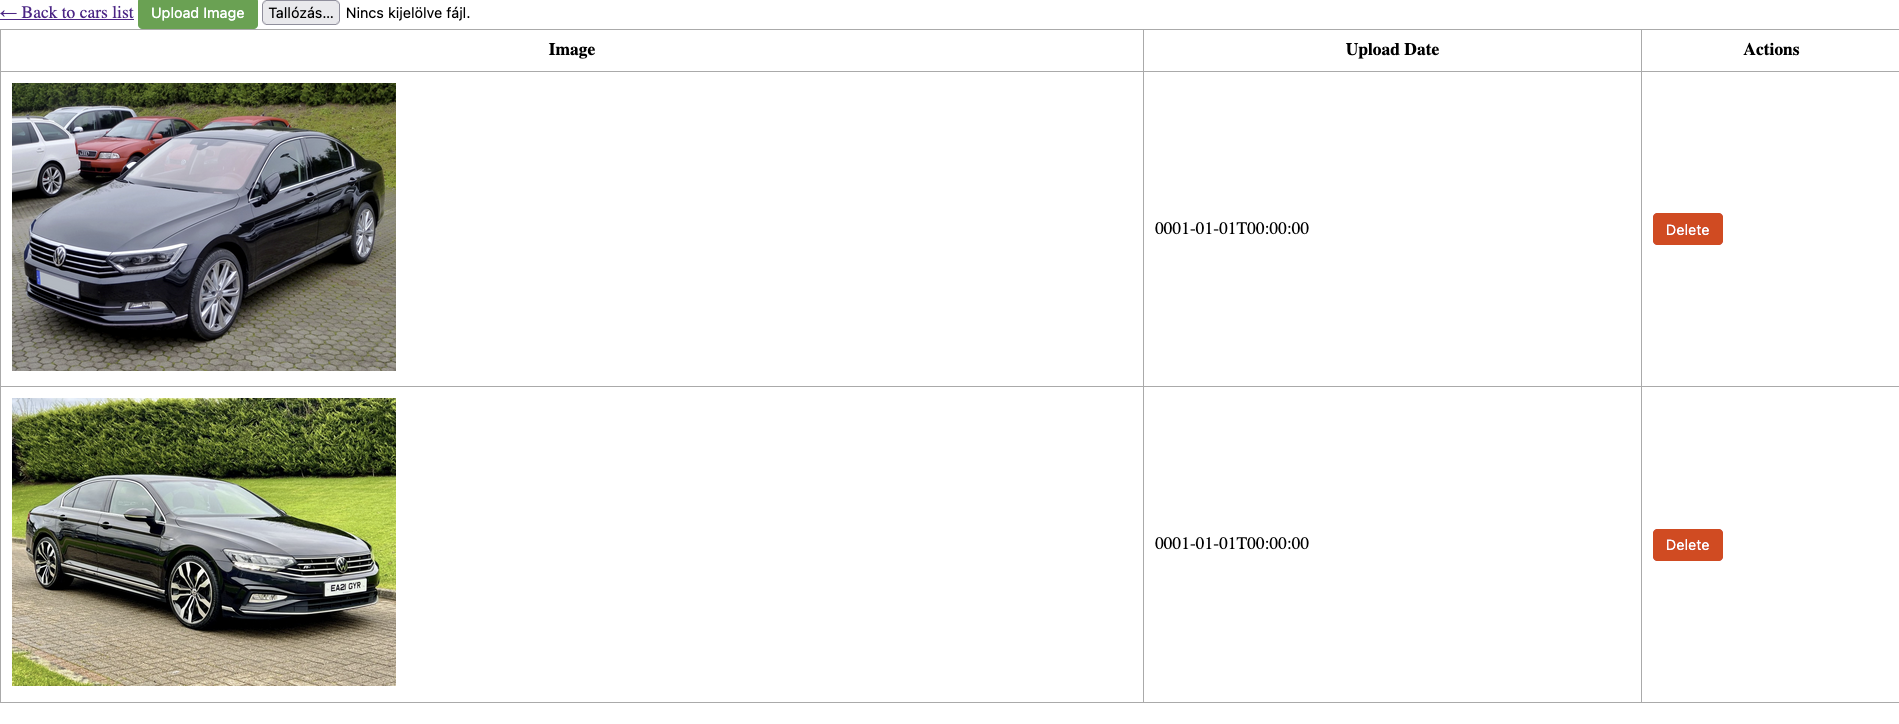 ← Back to cars list Upload Image Tallózás... Nincs kijelölve fájl.
Image Upload Date Actions
0001-01-01T00:00:00 Delete
EA21 GYR
0001-01-01T00:00:00 Delete